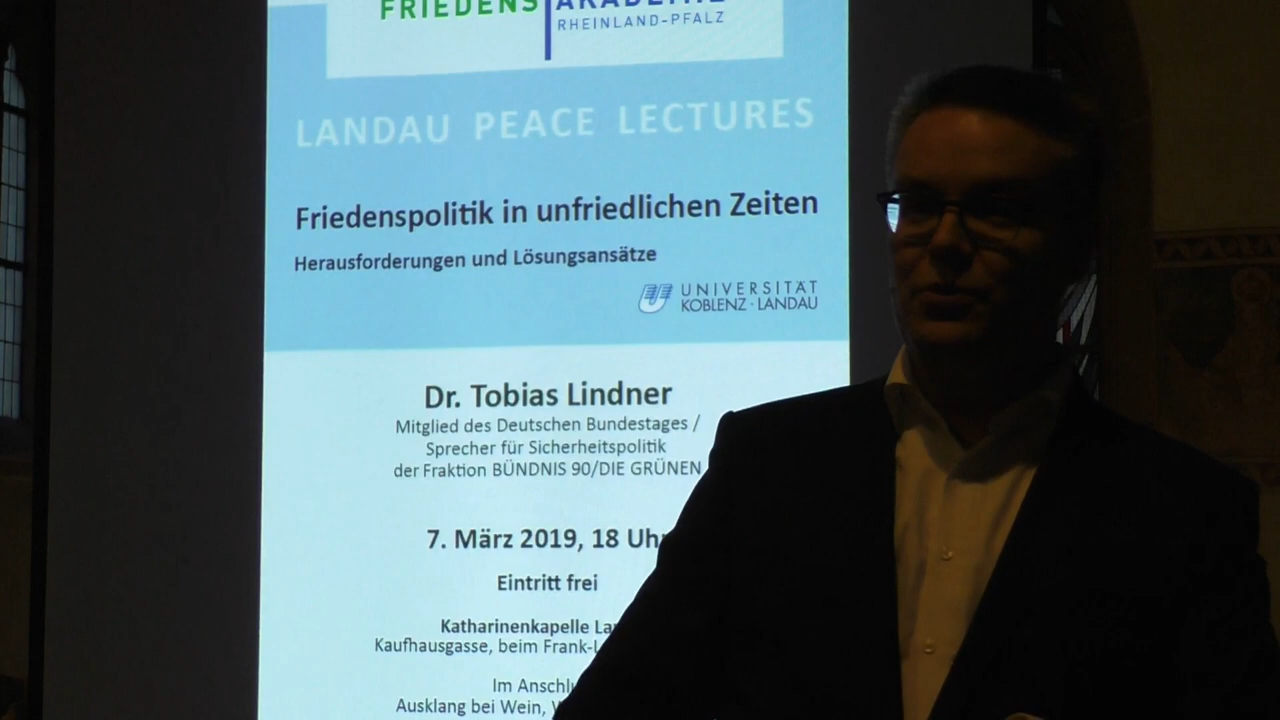 FRIEDENS AKADEMIE
RHEINLAND-PFALZ
LANDAU PEACE LECTURES
Friedenspolitik in unfriedlichen Zeiten
Herausforderungen und Lösungsansätze
UNIVERSITÄT
KOBLENZ · LANDAU
Dr. Tobias Lindner
Mitglied des Deutschen Bundestages /
Sprecher für Sicherheitspolitik
der Fraktion BÜNDNIS 90/DIE GRÜNEN
7. März 2019, 18 Uhr
Eintritt frei
Katharinenkapelle
Kaufhausgasse, beim
Im
Ausklang bei Wein,